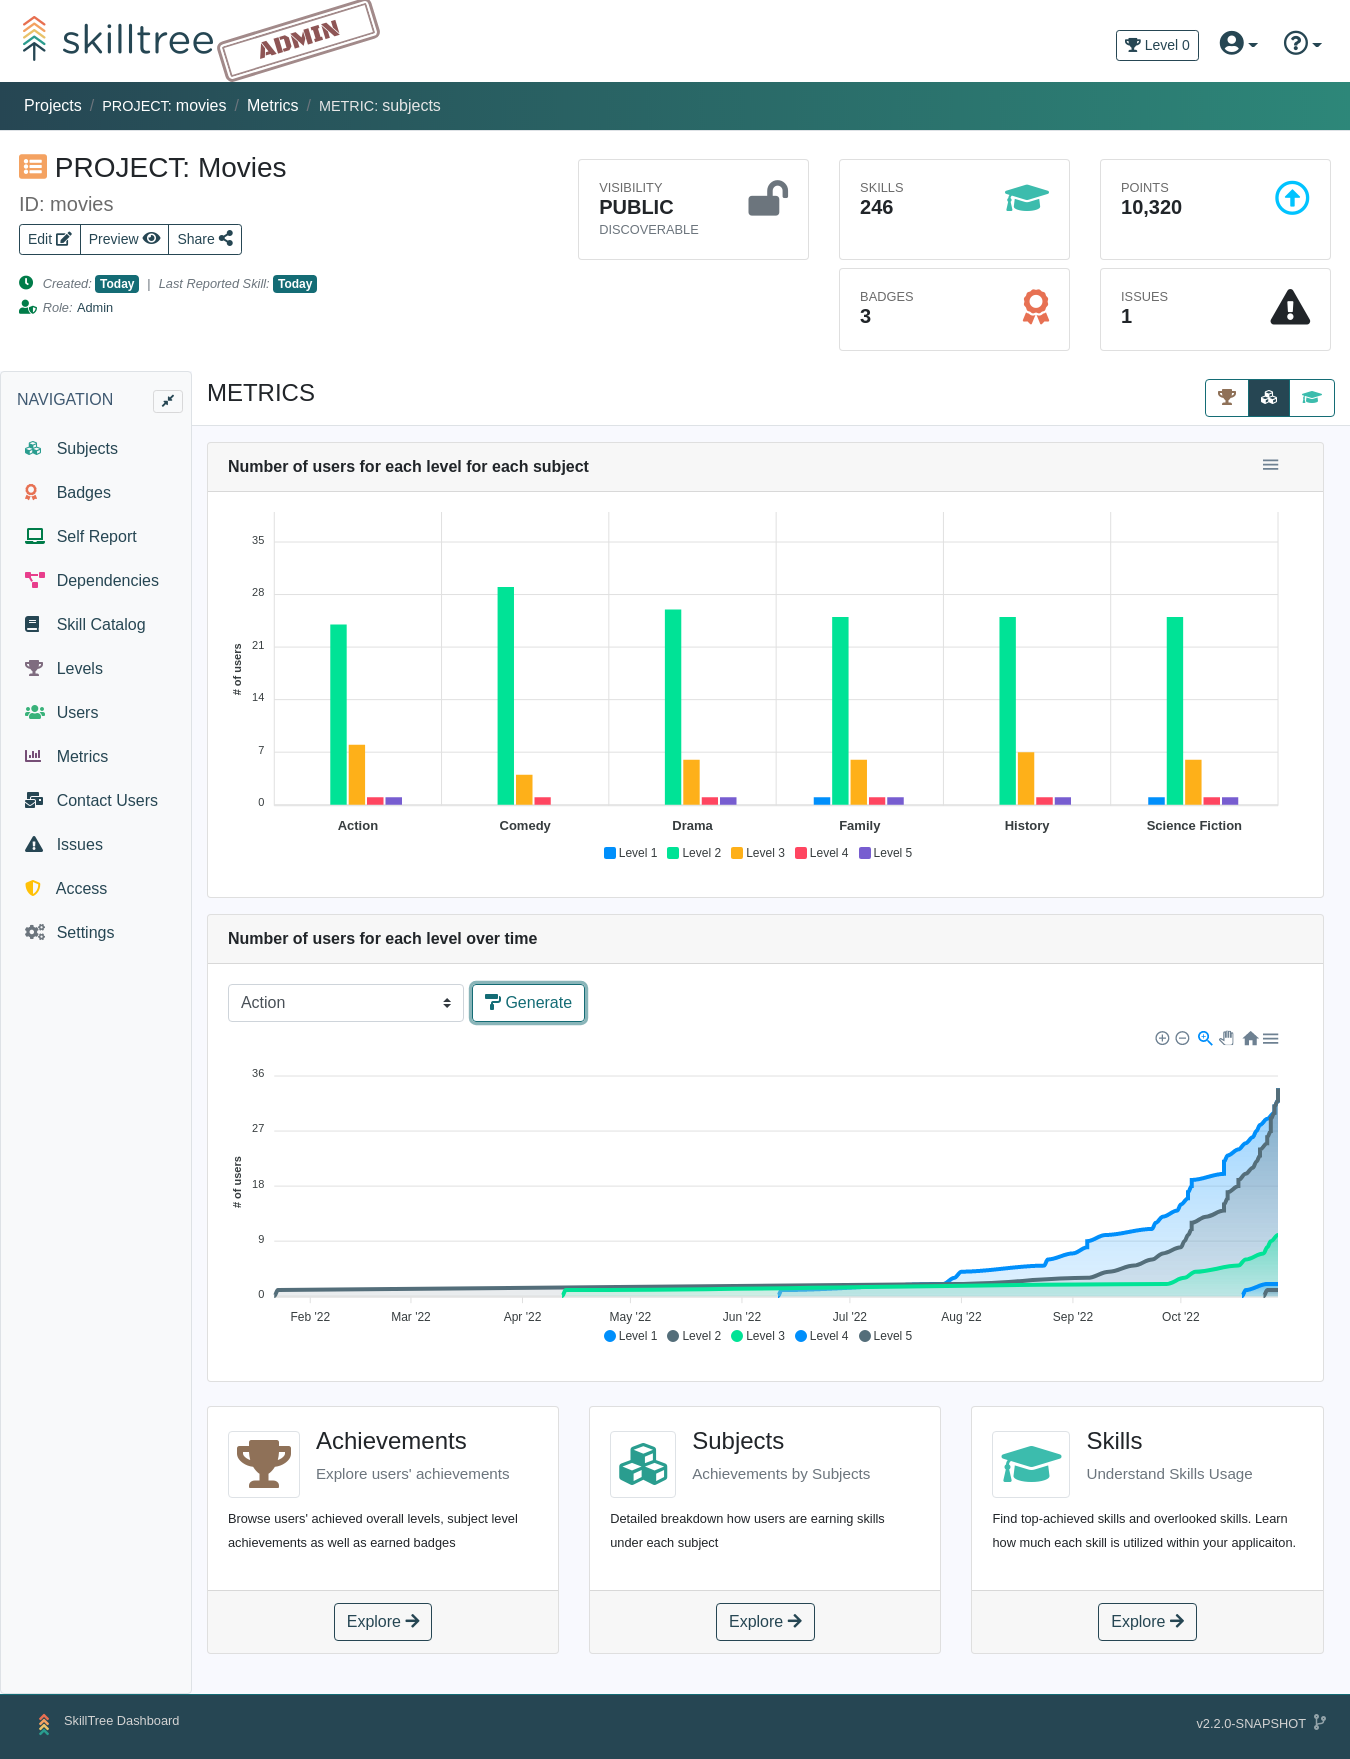 skilltree
ADMIN
Level 0
Projects / PROJECT: movies / Metrics / METRIC: subjects
PROJECT: Movies
ID: movies
Edit Preview Share
Created: Today | Last Reported Skill: Today
Role: Admin
VISIBILITY
PUBLIC
DISCOVERABLE
SKILLS
246
POINTS
10,320
BADGES
3
ISSUES
1
NAVIGATION
Subjects
Badges
Self Report
Dependencies
Skill Catalog
Levels
Users
Metrics
Contact Users
Issues
Access
Settings
METRICS
Number of users for each level for each subject
# of users
35
28
21
14
7
0
Action Comedy Drama Family History Science Fiction
Level 1 Level 2 Level 3 Level 4 Level 5
Number of users for each level over time
Action Generate
# of users
36
27
18
9
0
Feb '22 Mar '22 Apr '22 May '22 Jun '22 Jul '22 Aug '22 Sep '22 Oct '22
Level 1 Level 2 Level 3 Level 4 Level 5
Achievements
Explore users' achievements
Browse users' achieved overall levels, subject level
achievements as well as earned badges
Explore
Subjects
Achievements by Subjects
Detailed breakdown how users are earning skills
under each subject
Explore
Skills
Understand Skills Usage
Find top-achieved skills and overlooked skills. Learn
how much each skill is utilized within your applicaiton.
Explore
SkillTree Dashboard
v2.2.0-SNAPSHOT